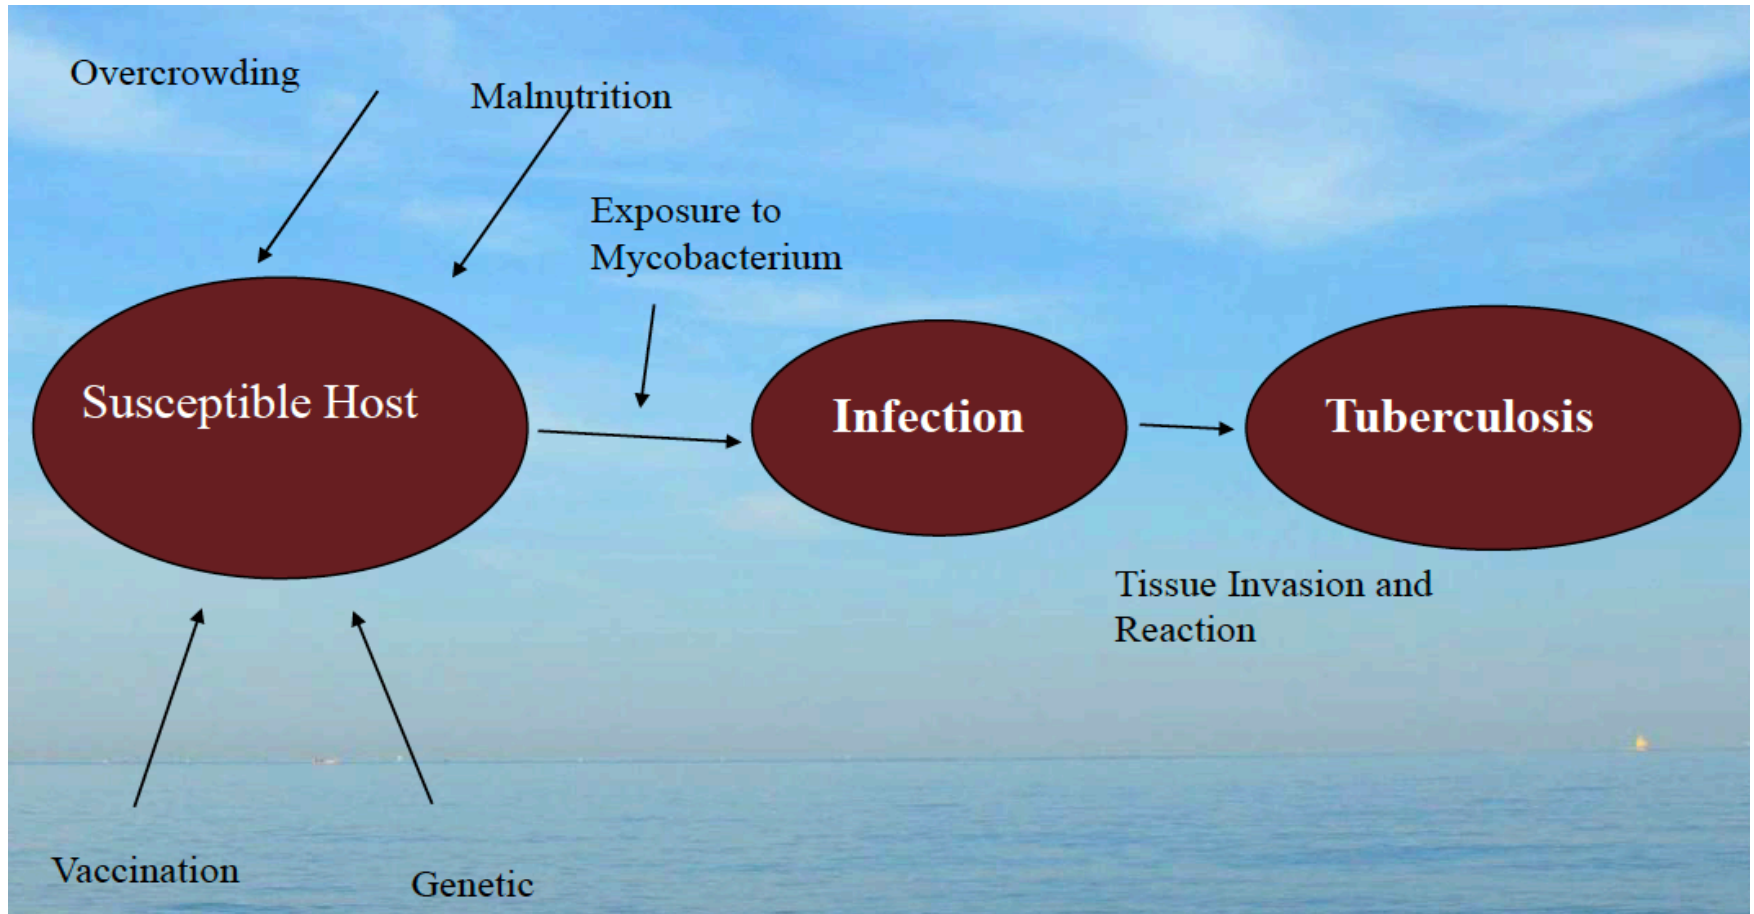 Overcrowding
Malnutrition
Exposure to
Mycobacterium
Susceptible Host
Infection
Tuberculosis
Tissue Invasion and
Reaction
Vaccination
Genetic